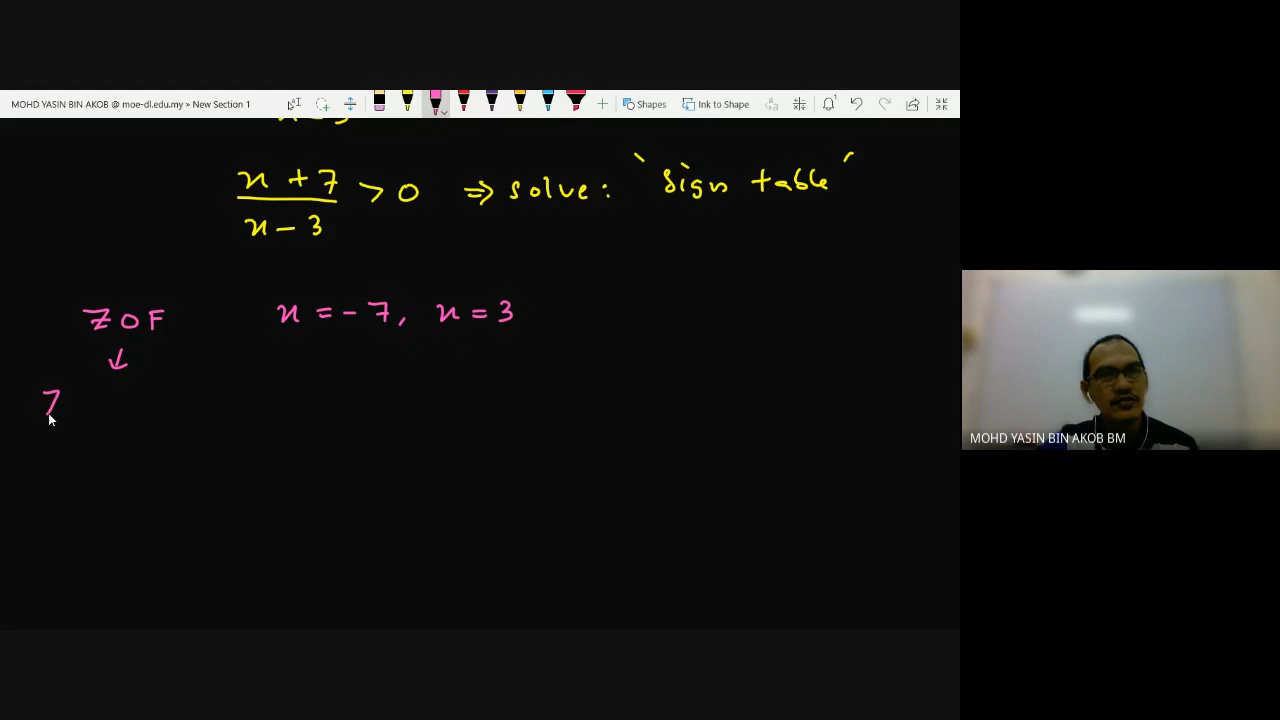 MOHD YASIN BIN AKOB @ moe-dl.edu.my » New Section 1
Shapes
Ink to Shape
x + 7
x - 3
> 0 ⇒ solve: "Sign table"
ZOF x = -7, x = 3
↓
MOHD YASIN BIN AKOB BM